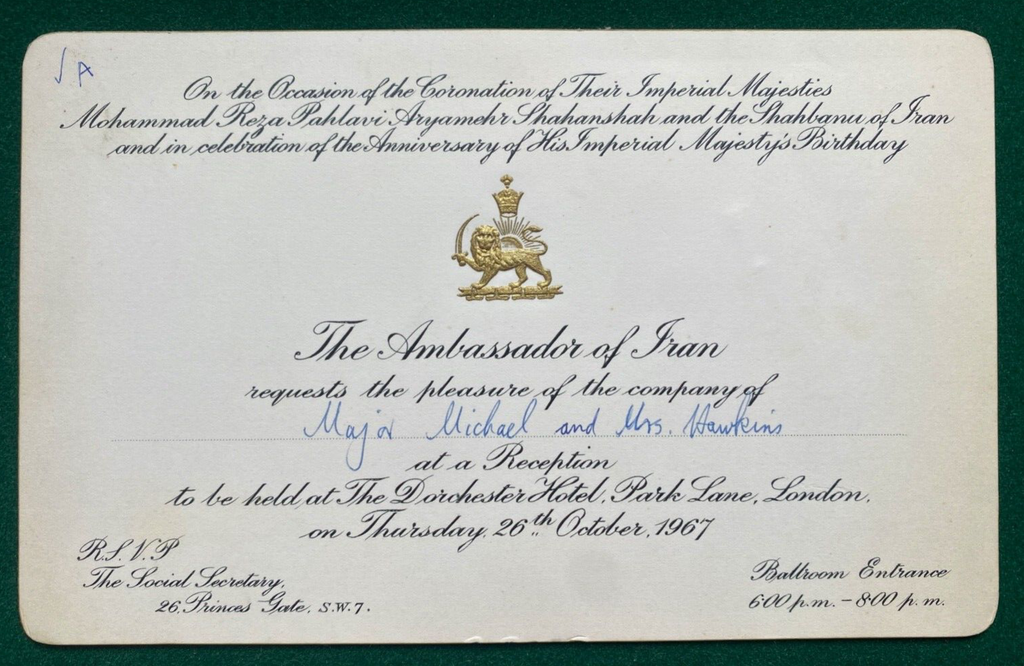 JA
On the Occasion of the Coronation of Their Imperial Majesties
Mohammad Reza Pahlavi Aryamehr Shahanshah and the Shahbanu of Iran
and in celebration of the Anniversary of His Imperial Majesty's Birthday
The Ambassador of Iran
requests the pleasure of the company of
Major Michael and Mrs. Hawkins
at a Reception
to be held at The Dorchester Hotel, Park Lane, London,
on Thursday, 26th October, 1967
R.S.V.P
The Social Secretary,
26, Princes Gate, S.W.7.
Ballroom Entrance
6·00 p.m. – 8·00 p.m.